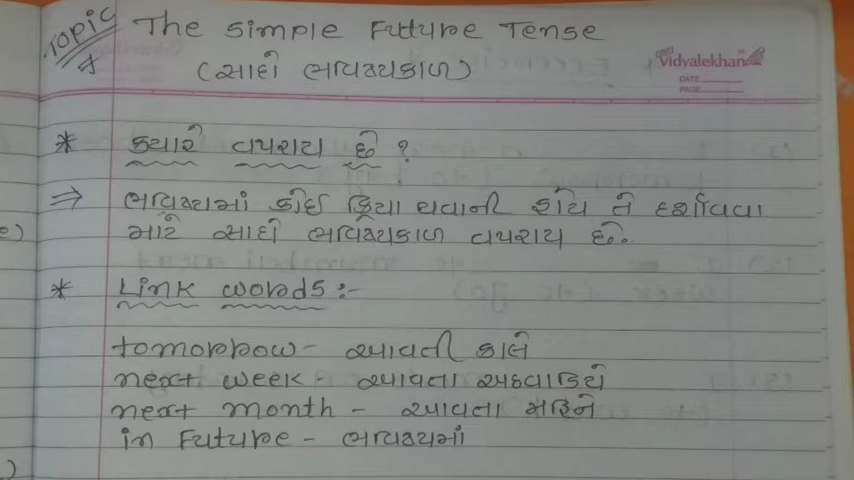 Topic The Simple Future Tense
(સાદો ભવિષ્યકાળ)
Vidyalekhan
DATE
PAGE
* ક્યારે વપરાય છે ?
⇒ ભવિષ્યમાં કોઈ ક્રિયા થવાની હોય તે દર્શાવવા
માટે સાદો ભવિષ્યકાળ વપરાય છે.
* Link words :-
tomorrow - આવતી કાલે
next week - આવતા અઠવાડિયે
next month - આવતા મહિને
in Future - ભવિષ્યમાં